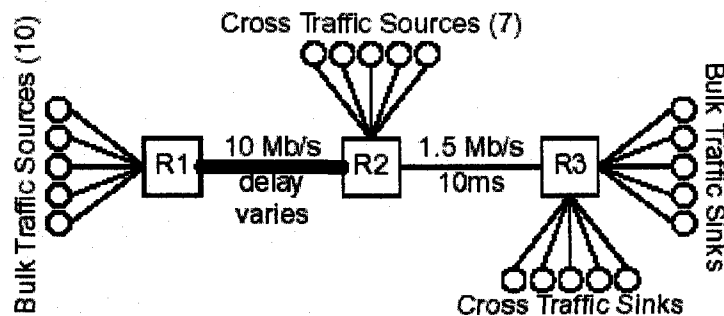 Cross Traffic Sources (7)
Bulk Traffic Sources (10)
R1
10 Mb/s
delay
varies
R2
1.5 Mb/s
10ms
R3
Bulk Traffic Sinks
Cross Traffic Sinks